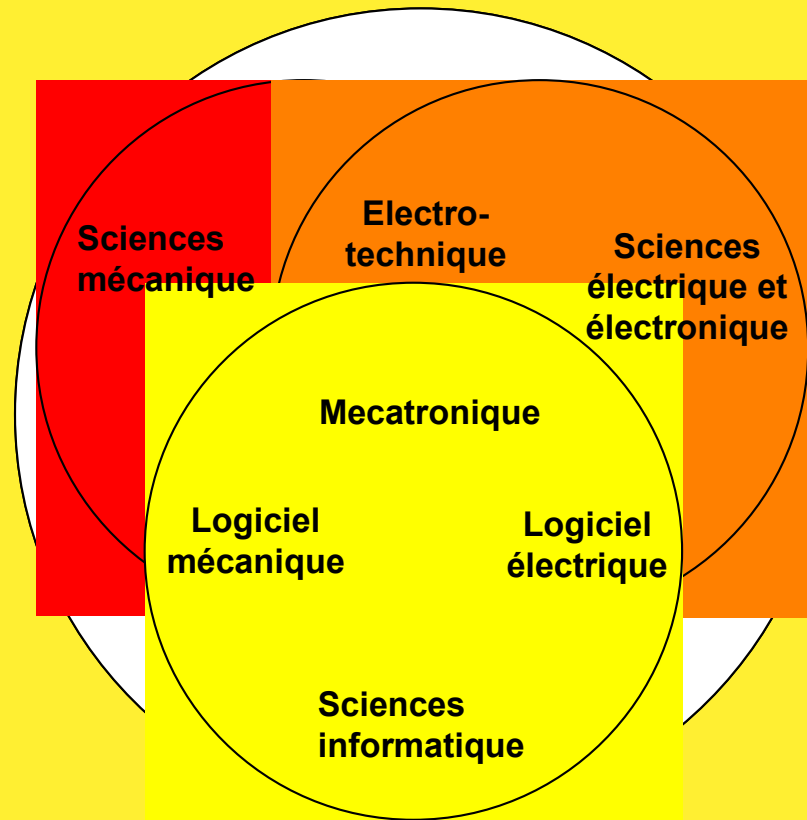 Sciences
mécanique
Electro-
technique
Sciences
électrique et
électronique
Mecatronique
Logiciel
mécanique
Logiciel
électrique
Sciences
informatique